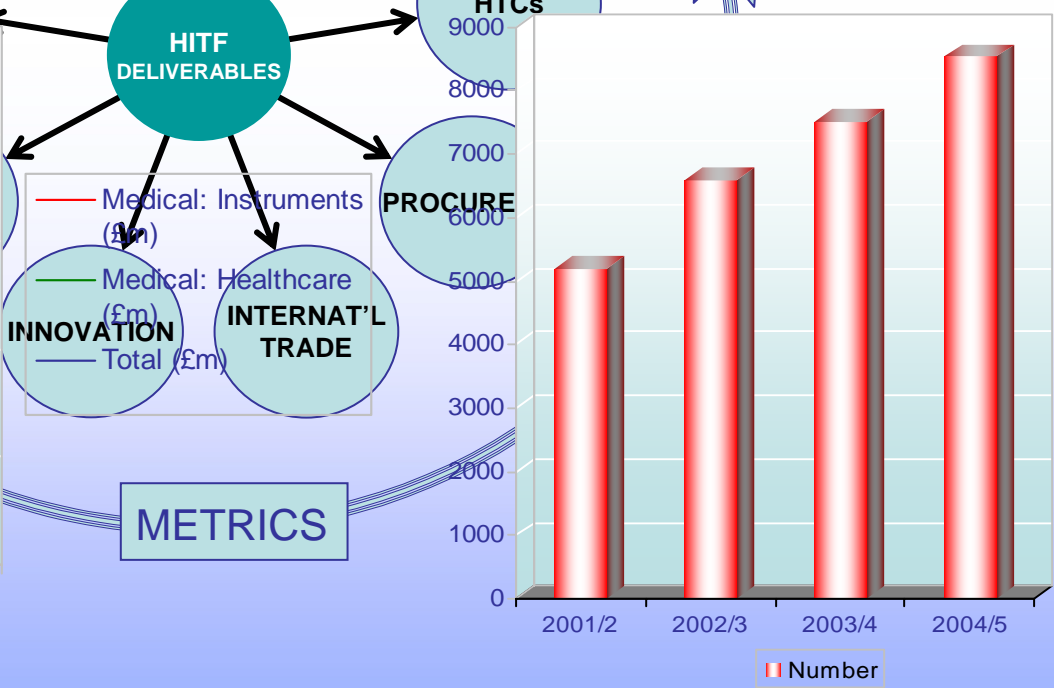 HTCs
HITF
DELIVERABLES
PROCURE
Medical: Instruments
(£m)
Medical: Healthcare
(£m)
Total (£m)
INNOVATION
INTERNAT'L
TRADE
METRICS
9000
8000
7000
6000
5000
4000
3000
2000
1000
0
2001/2
2002/3
2003/4
2004/5
Number